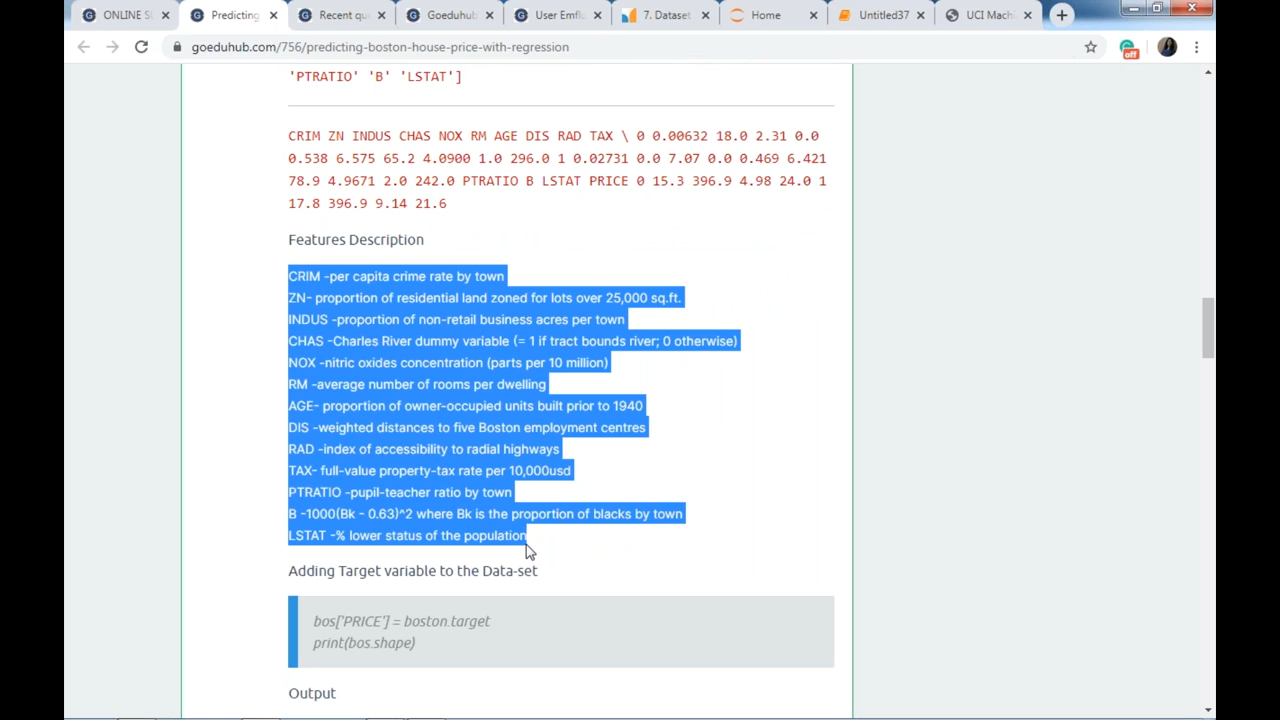 ONLINE SU
Predicting
Recent qu
Goeduhub
User Emflu
7. Dataset
Home
Untitled37
UCI Machi
goeduhub.com/756/predicting-boston-house-price-with-regression
off
'PTRATIO' 'B' 'LSTAT']
CRIM ZN INDUS CHAS NOX RM AGE DIS RAD TAX \ 0 0.00632 18.0 2.31 0.0
0.538 6.575 65.2 4.0900 1.0 296.0 1 0.02731 0.0 7.07 0.0 0.469 6.421
78.9 4.9671 2.0 242.0 PTRATIO B LSTAT PRICE 0 15.3 396.9 4.98 24.0 1
17.8 396.9 9.14 21.6
Features Description
CRIM -per capita crime rate by town
ZN- proportion of residential land zoned for lots over 25,000 sq.ft.
INDUS -proportion of non-retail business acres per town
CHAS -Charles River dummy variable (= 1 if tract bounds river; 0 otherwise)
NOX -nitric oxides concentration (parts per 10 million)
RM -average number of rooms per dwelling
AGE- proportion of owner-occupied units built prior to 1940
DIS -weighted distances to five Boston employment centres
RAD -index of accessibility to radial highways
TAX- full-value property-tax rate per 10,000usd
PTRATIO -pupil-teacher ratio by town
B -1000(Bk - 0.63)^2 where Bk is the proportion of blacks by town
LSTAT -% lower status of the population
Adding Target variable to the Data-set
bos['PRICE'] = boston.target
print(bos.shape)
Output